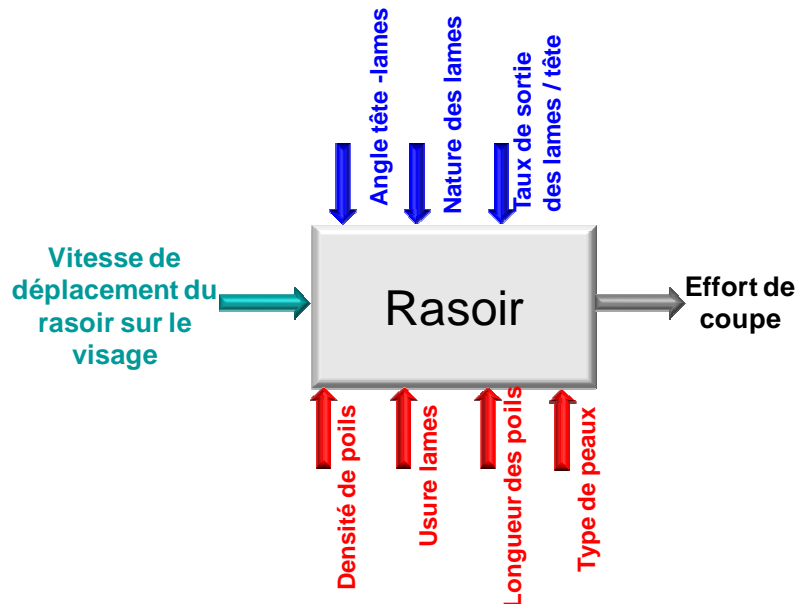 Angle tête -lames
Nature des lames
Taux de sortie
des lames / tête
Vitesse de
déplacement du
rasoir sur le
visage
Rasoir
Effort de
coupe
Densité de poils
Usure lames
Longueur des poils
Type de peaux